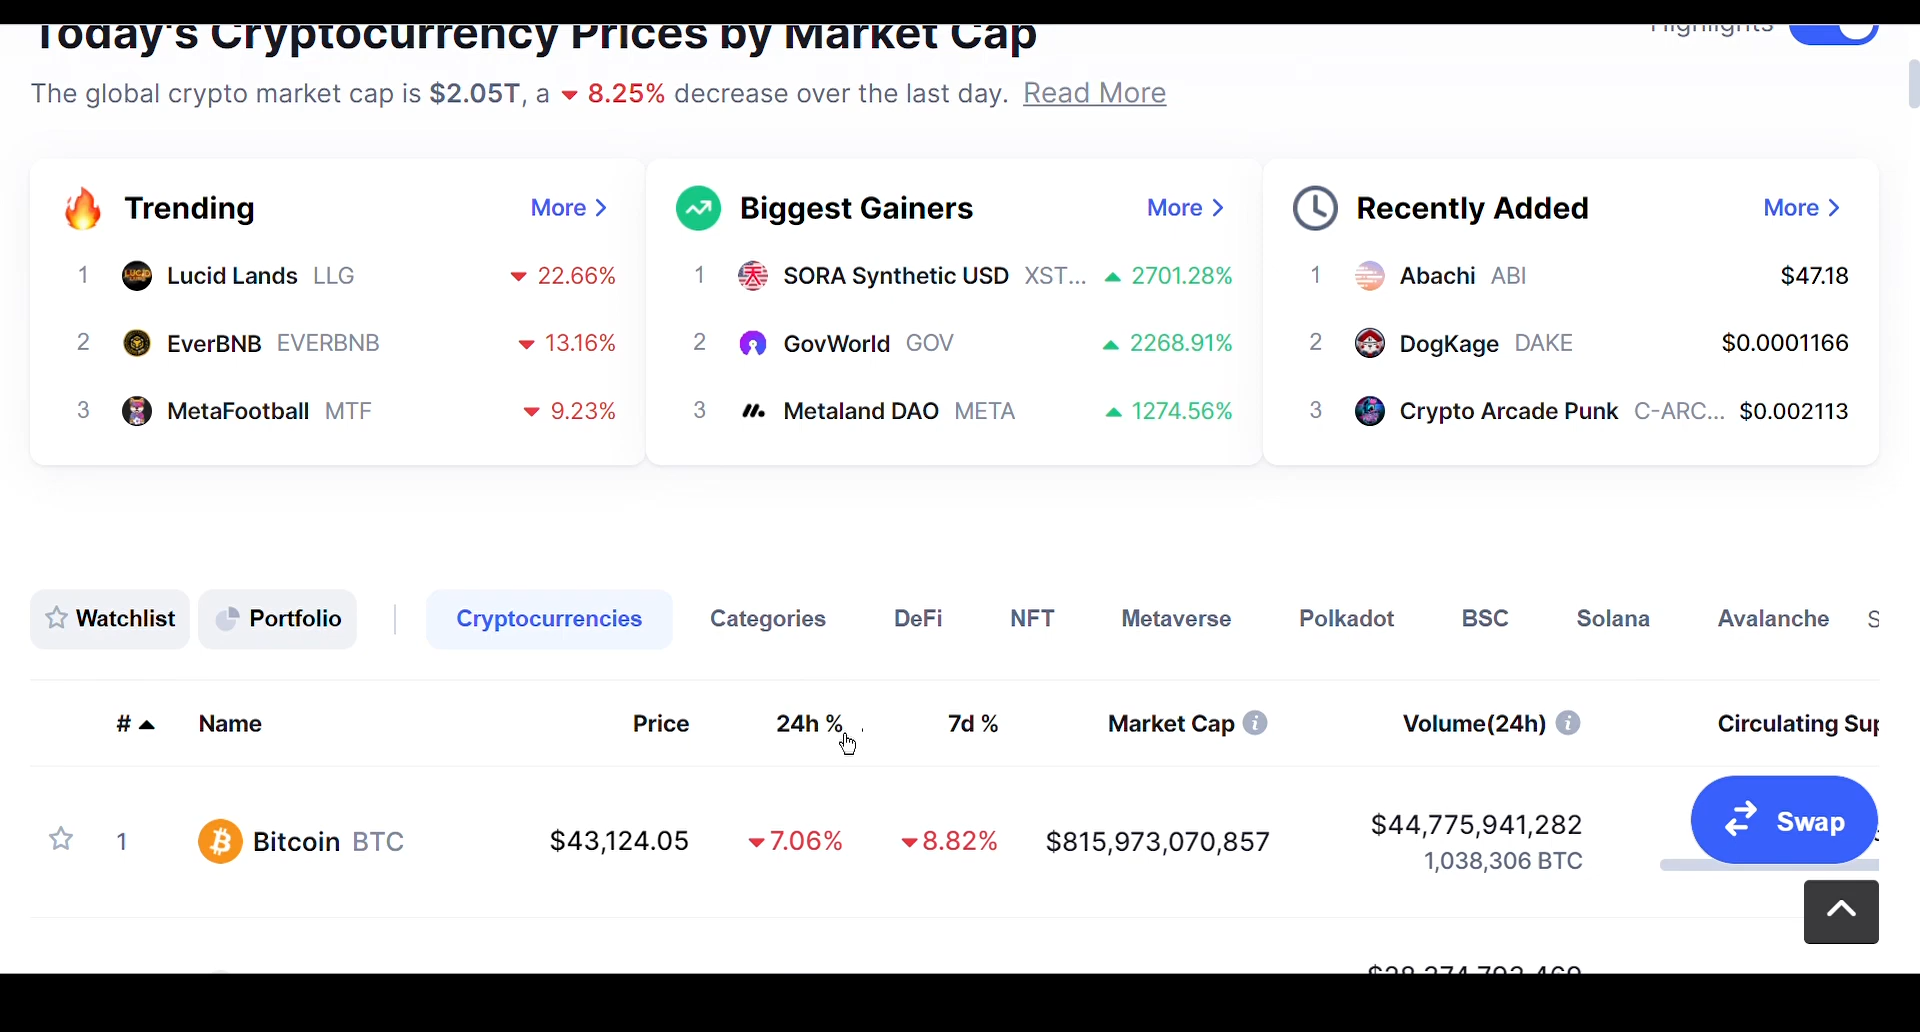 Today's Cryptocurrency Prices by Market Cap
Highlights
The global crypto market cap is $2.05T, a 8.25% decrease over the last day. Read More
Trending More
1 Lucid Lands LLG 22.66%
2 EverBNB EVERBNB 13.16%
3 MetaFootball MTF 9.23%
Biggest Gainers More
1 SORA Synthetic USD XST... 2701.28%
2 GovWorld GOV 2268.91%
3 Metaland DAO META 1274.56%
Recently Added More
1 Abachi ABI $47.18
2 DogKage DAKE $0.0001166
3 Crypto Arcade Punk C-ARC... $0.002113
Watchlist Portfolio Cryptocurrencies Categories DeFi NFT Metaverse Polkadot BSC Solana Avalanche S
# Name Price 24h % 7d % Market Cap Volume(24h) Circulating Sup
1 Bitcoin BTC $43,124.05 7.06% 8.82% $815,973,070,857 $44,775,941,282
1,038,306 BTC
Swap